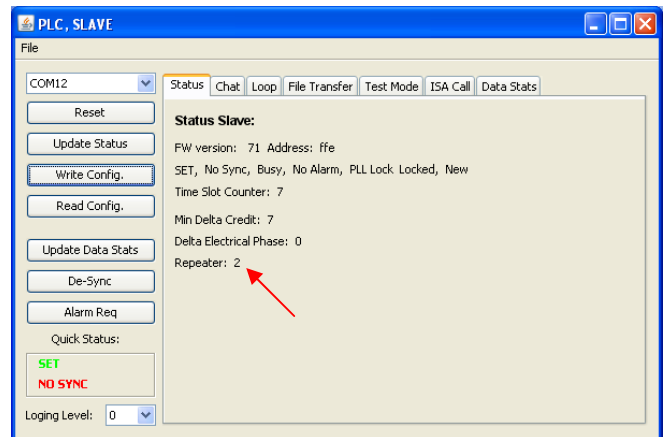 PLC, SLAVE
File
COM12
Reset
Update Status
Write Config.
Read Config.
Update Data Stats
De-Sync
Alarm Req
Quick Status:
SET
NO SYNC
Loging Level: 0
Status Chat Loop File Transfer Test Mode ISA Call Data Stats
Status Slave:
FW version: 71 Address: ffe
SET, No Sync, Busy, No Alarm, PLL Lock Locked, New
Time Slot Counter: 7
Min Delta Credit: 7
Delta Electrical Phase: 0
Repeater: 2